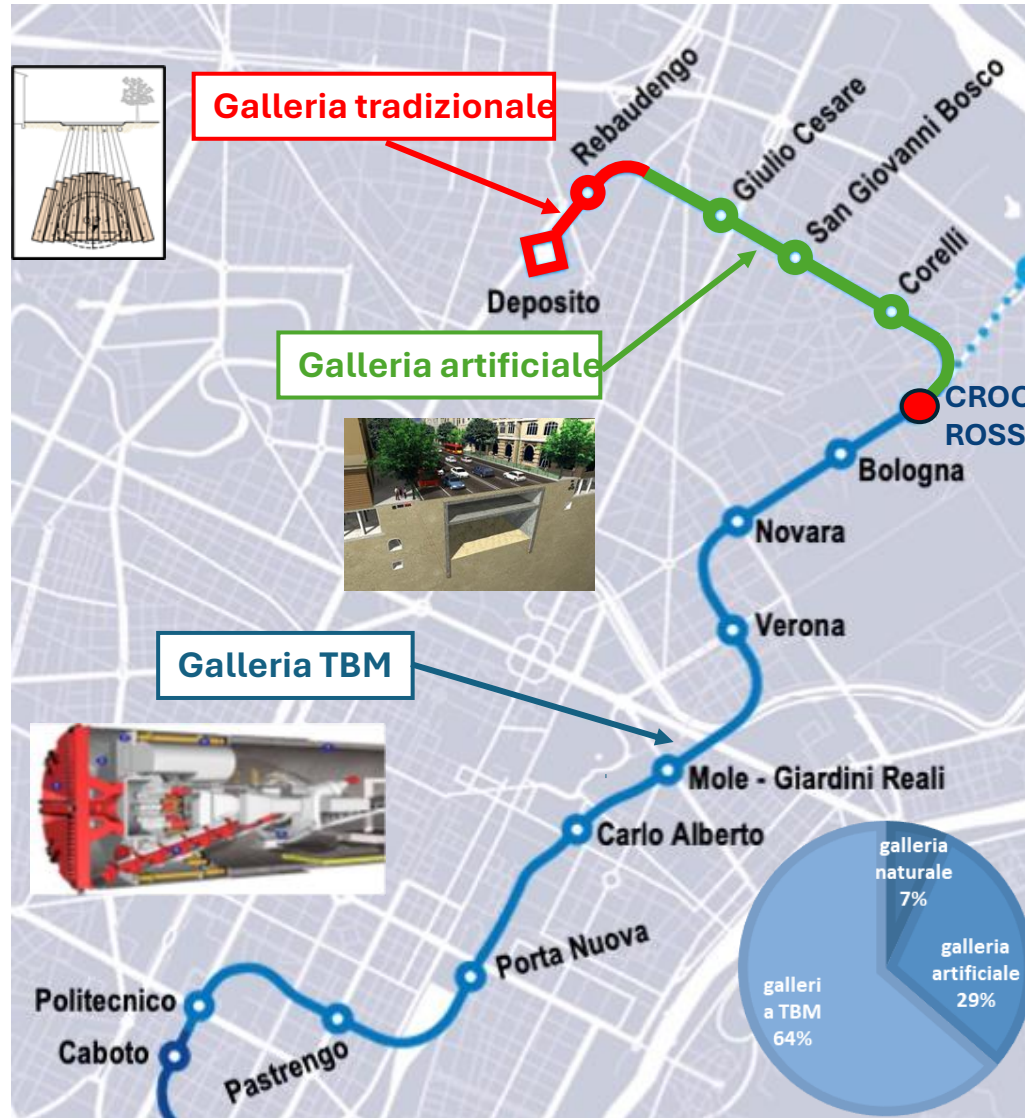 Galleria tradizionale
Rebaudengo
Giulio Cesare
San Giovanni Bosco
Corelli
Deposito
Galleria artificiale
CROC
ROSS
Bologna
Novara
Verona
Galleria TBM
Mole - Giardini Reali
Carlo Alberto
Porta Nuova
Politecnico
Caboto
Pastrengo
galleria
naturale
7%
galleria
artificiale
29%
galleri
a TBM
64%